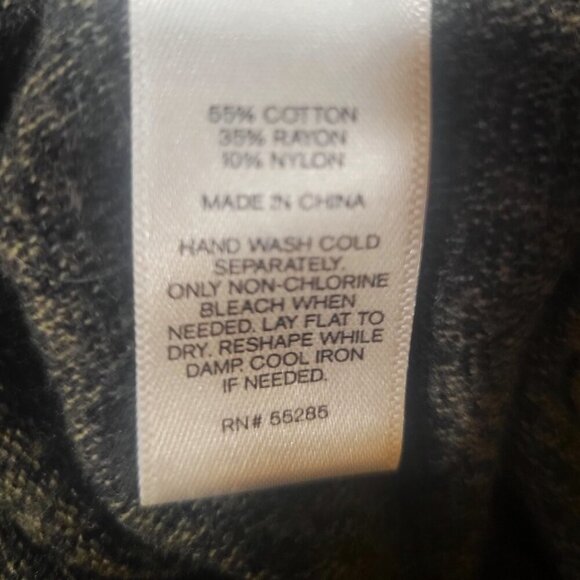 55% COTTON
35% RAYON
10% NYLON
MADE IN CHINA
HAND WASH COLD
SEPARATELY.
ONLY NON-CHLORINE
BLEACH WHEN
NEEDED. LAY FLAT TO
DRY. RESHAPE WHILE
DAMP. COOL IRON
IF NEEDED.
RN# 55285